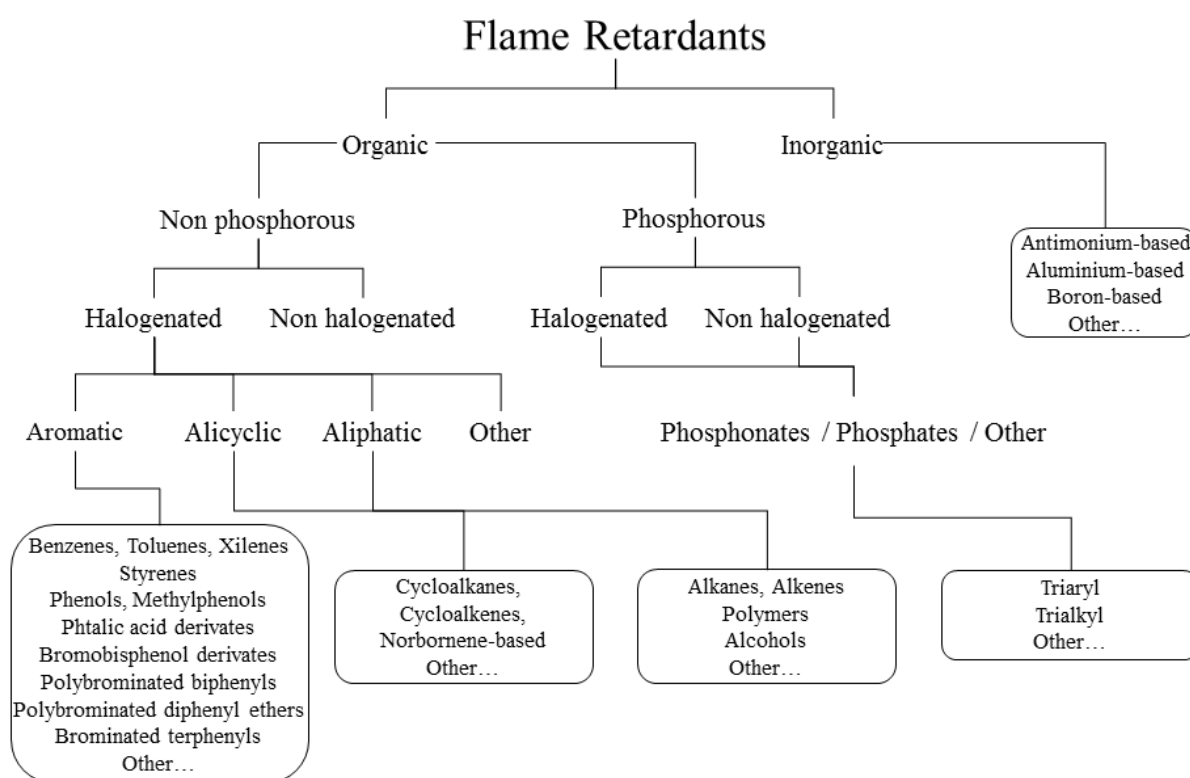 Flame Retardants
Organic
Inorganic
Non phosphorous
Phosphorous
Antimonium-based
Aluminium-based
Boron-based
Other…
Halogenated
Non halogenated
Halogenated
Non halogenated
Aromatic
Alicyclic
Aliphatic
Other
Phosphonates / Phosphates / Other
Benzenes, Toluenes, Xilenes
Styrenes
Phenols, Methylphenols
Phtalic acid derivates
Bromobisphenol derivates
Polybrominated biphenyls
Polybrominated diphenyl ethers
Brominated terphenyls
Other…
Cycloalkanes,
Cycloalkenes,
Norbornene-based
Other…
Alkanes, Alkenes
Polymers
Alcohols
Other…
Triaryl
Trialkyl
Other…